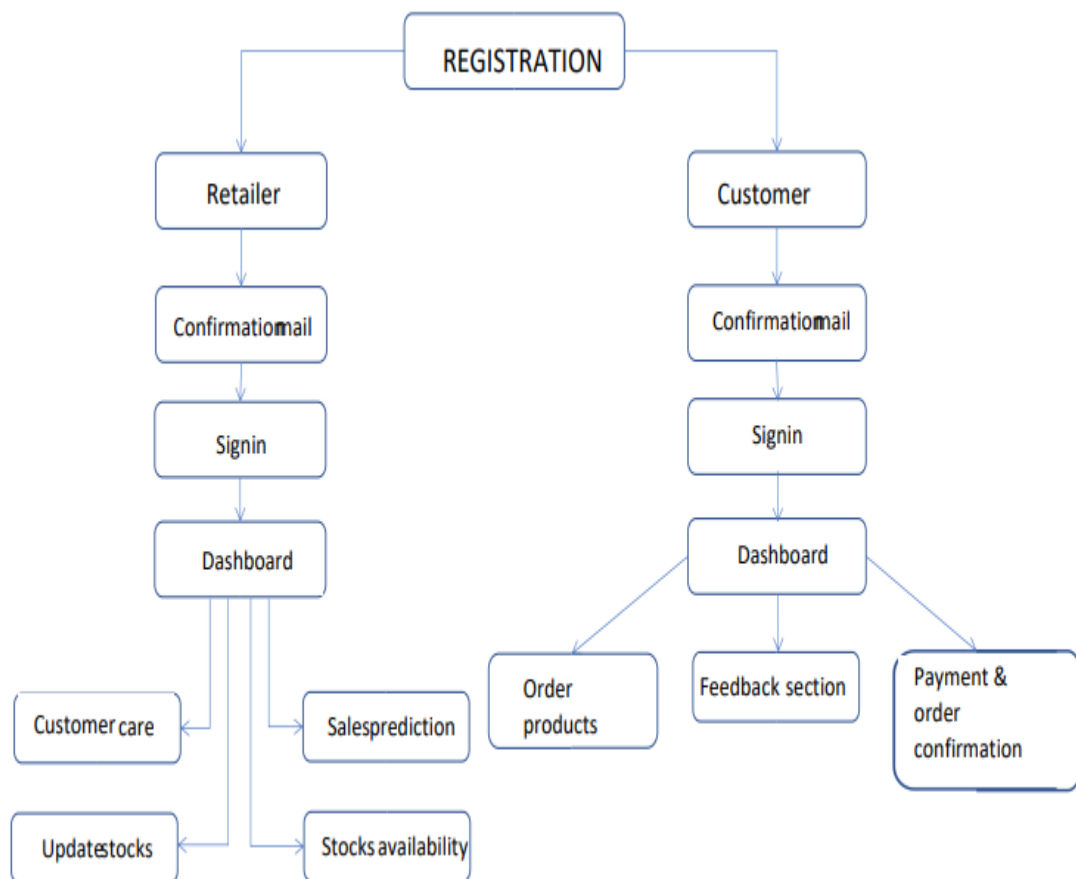 REGISTRATION
Retailer
Customer
Confirmationmail
Confirmationmail
Signin
Signin
Dashboard
Dashboard
Customer care
Salesprediction
Order
products
Feedback section
Payment &
order
confirmation
Updatestocks
Stocks availability